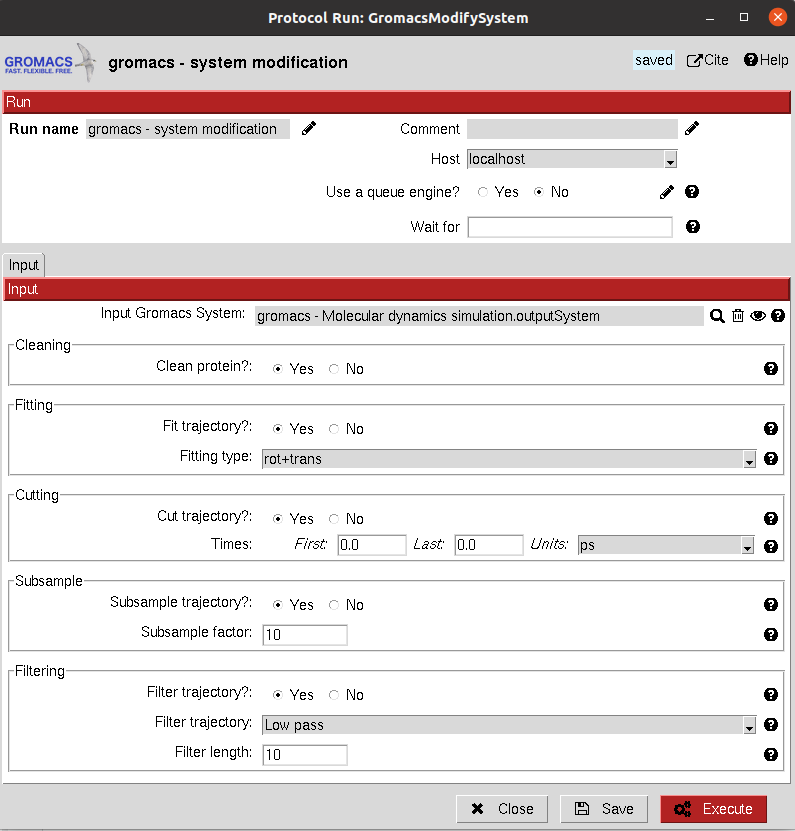 Protocol Run: GromacsModifySystem
GROMACS
FAST. FLEXIBLE. FREE.
gromacs - system modification
saved Cite Help
Run
Run name gromacs - system modification Comment
Host localhost
Use a queue engine? Yes No
Wait for
Input
Input
Input Gromacs System: gromacs - Molecular dynamics simulation.outputSystem
Cleaning
Clean protein?: Yes No
Fitting
Fit trajectory?: Yes No
Fitting type: rot+trans
Cutting
Cut trajectory?: Yes No
Times: First: 0.0 Last: 0.0 Units: ps
Subsample
Subsample trajectory?: Yes No
Subsample factor: 10
Filtering
Filter trajectory?: Yes No
Filter trajectory: Low pass
Filter length: 10
Close Save Execute